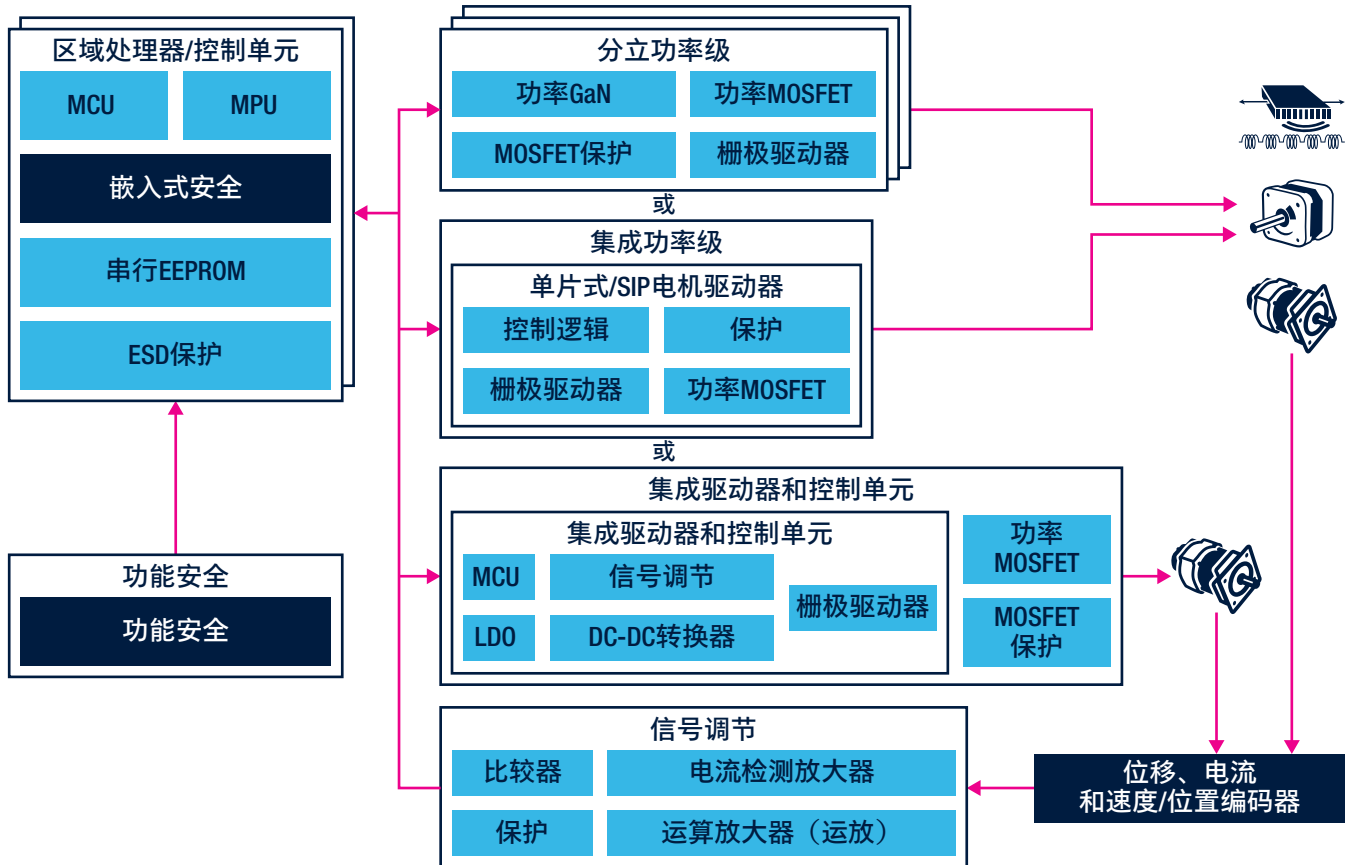 区域处理器/控制单元
MCU
MPU
嵌入式安全
串行EEPROM
ESD保护
功能安全
功能安全
分立功率级
功率GaN
功率MOSFET
MOSFET保护
栅极驱动器
或
集成功率级
单片式/SIP电机驱动器
控制逻辑
保护
栅极驱动器
功率MOSFET
或
集成驱动器和控制单元
集成驱动器和控制单元
MCU
信号调节
栅极驱动器
LDO
DC-DC转换器
功率
MOSFET
MOSFET
保护
信号调节
比较器
电流检测放大器
保护
运算放大器（运放）
位移、电流
和速度/位置编码器